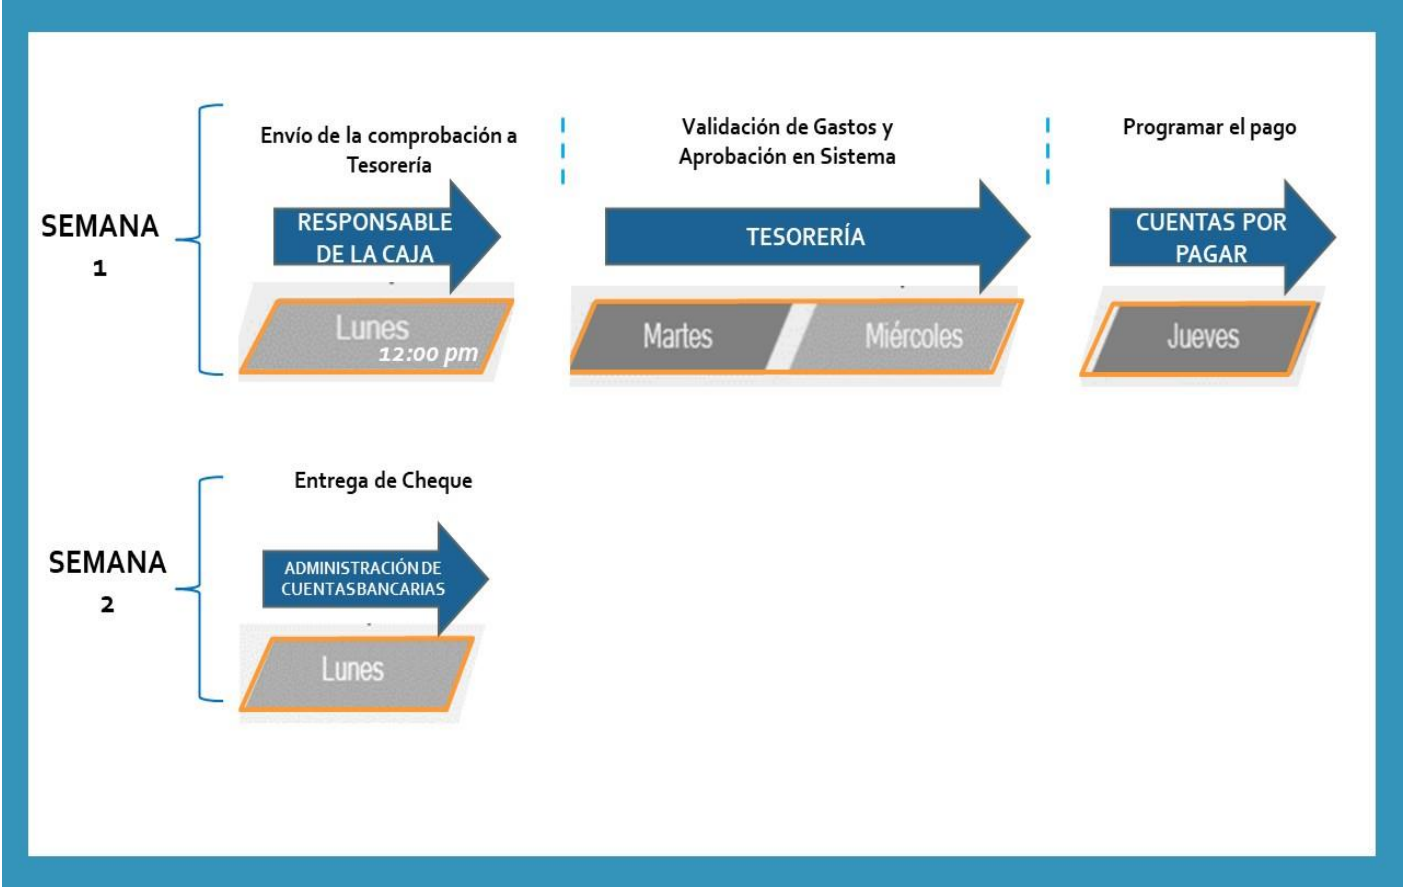 Envío de la comprobación a
Tesorería
Validación de Gastos y
Aprobación en Sistema
Programar el pago
SEMANA
1
RESPONSABLE
DE LA CAJA
TESORERÍA
CUENTAS POR
PAGAR
Lunes
12:00 pm
Martes
Miércoles
Jueves
Entrega de Cheque
SEMANA
2
ADMINISTRACIÓN DE
CUENTAS BANCARIAS
Lunes